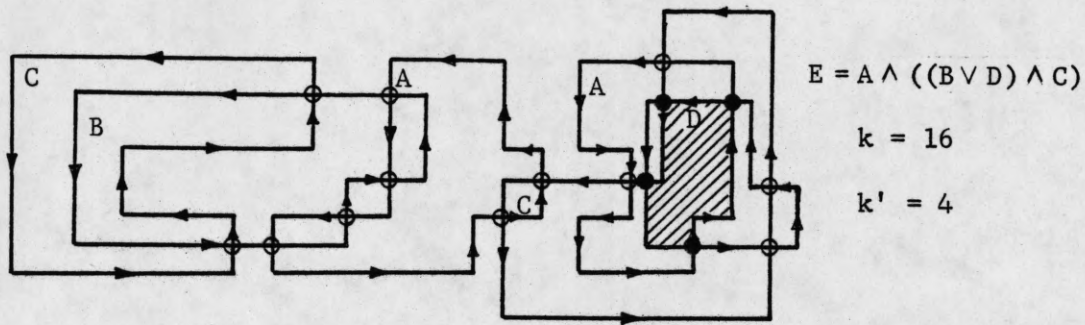 C
A
B
A
D
C
E = A ∧ ((B ∨ D) ∧ C)
k = 16
k' = 4